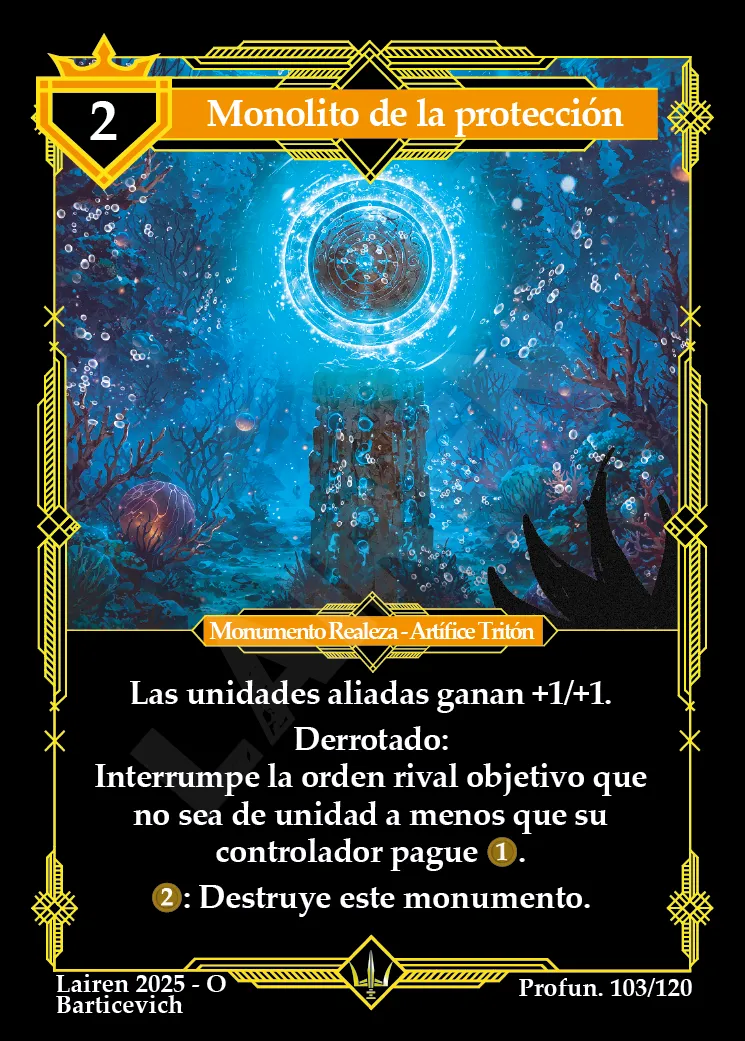 2
Monolito de la protección
Monumento Realeza - Artífice Tritón
Las unidades aliadas ganan +1/+1.
Derrotado:
Interrumpe la orden rival objetivo que
no sea de unidad a menos que su
controlador pague 1.
2: Destruye este monumento.
Lairen 2025 - O
Barticevich
Profun. 103/120